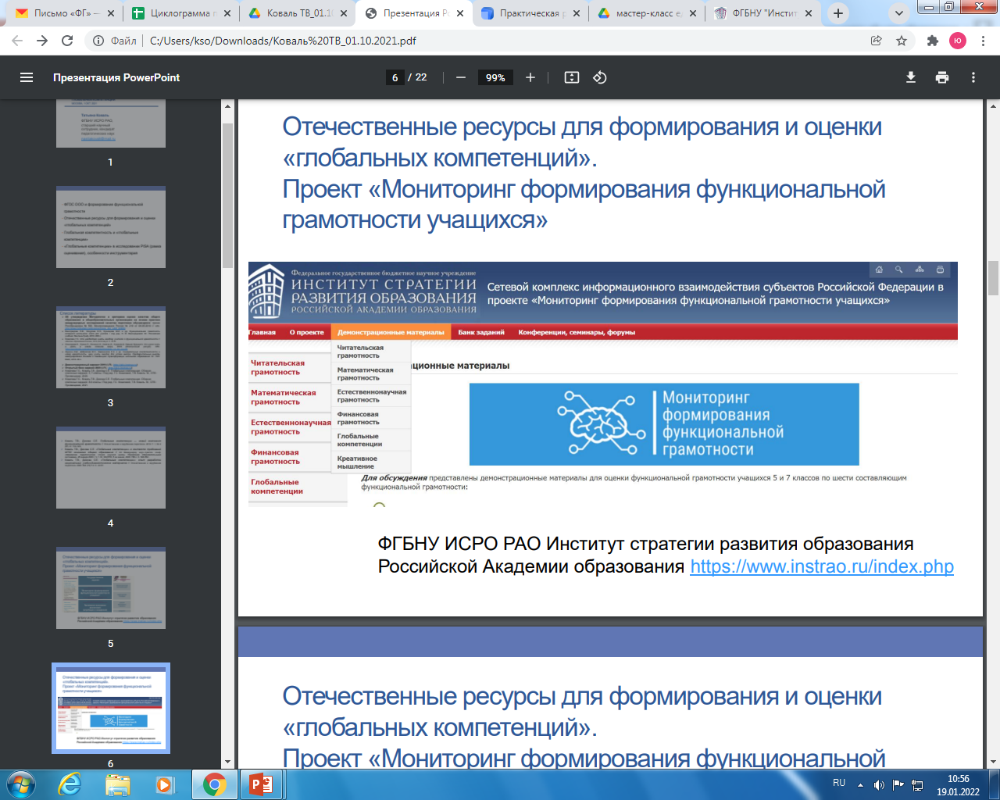 Письмо «ФГ» —
Циклограмма п
Коваль ТВ_01.10
Презентация Po
Практическая р
мастер-класс ед
ФГБНУ "Инстит
Файл
C:/Users/kso/Downloads/Коваль%20ТВ_01.10.2021.pdf
Ю
Презентация PowerPoint
6 / 22
99%
1
2
3
4
5
6
Отечественные ресурсы для формирования и оценки
«глобальных компетенций».
Проект «Мониторинг формирования функциональной
грамотности учащихся»
Федеральное государственное бюджетное научное учреждение
ИНСТИТУТ СТРАТЕГИИ
РАЗВИТИЯ ОБРАЗОВАНИЯ
РОССИЙСКОЙ АКАДЕМИИ ОБРАЗОВАНИЯ
Сетевой комплекс информационного взаимодействия субъектов Российской Федерации в
проекте «Мониторинг формирования функциональной грамотности учащихся»
Главная О проекте Демонстрационные материалы Банк заданий Конференции, семинары, форумы
Читательская
грамотность
Математическая
грамотность
Естественнонаучная
грамотность
Финансовая
грамотность
Глобальные
компетенции
Читательская
грамотность
Математическая
грамотность
Естественнонаучная
грамотность
Финансовая
грамотность
Глобальные
компетенции
Креативное
мышление
ационные материалы
Мониторинг
формирования
функциональной
грамотности
Для обсуждения представлены демонстрационные материалы для оценки функциональной грамотности учащихся 5 и 7 классов по шести составляющим
функциональной грамотности:
ФГБНУ ИСРО РАО Институт стратегии развития образования
Российской Академии образования https://www.instrao.ru/index.php
Отечественные ресурсы для формирования и оценки
«глобальных компетенций».
Проект «Мониторинг формирования функциональной
RU
10:56
19.01.2022